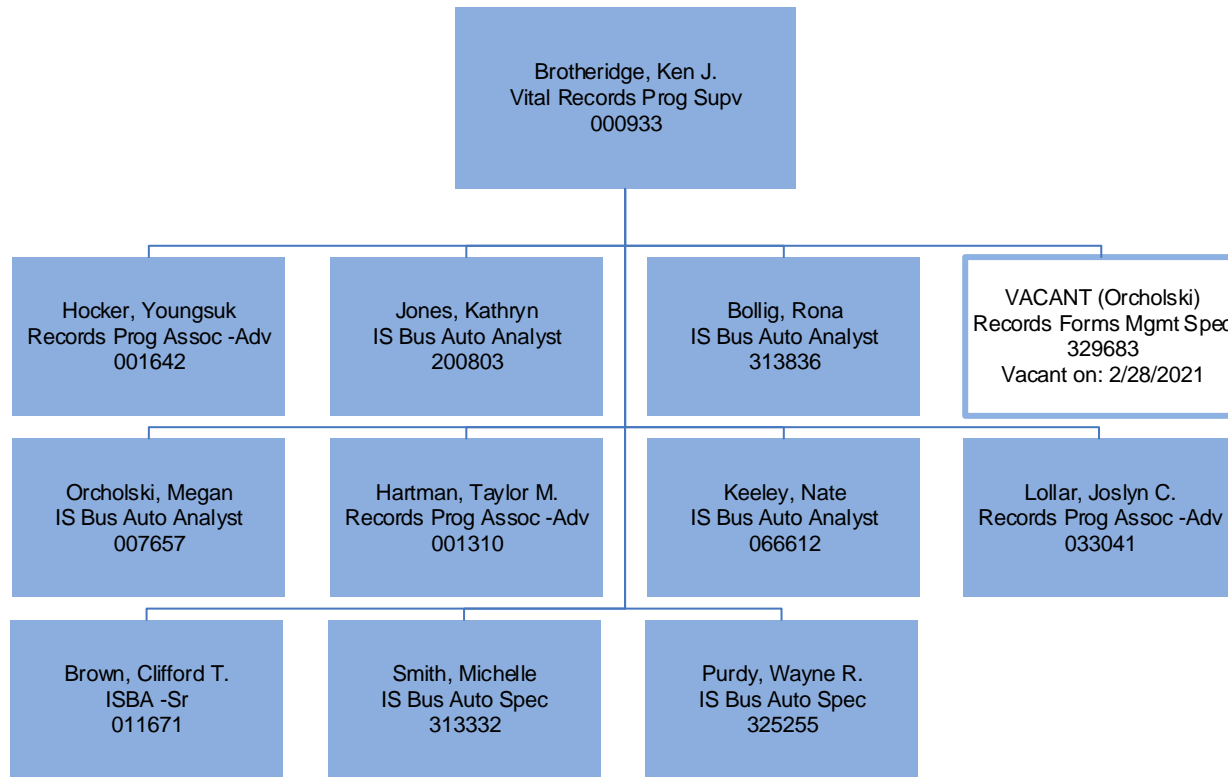 Brotheridge, Ken J.
Vital Records Prog Supv
000933
Hocker, Youngsuk
Records Prog Assoc -Adv
001642
Jones, Kathryn
IS Bus Auto Analyst
200803
Bollig, Rona
IS Bus Auto Analyst
313836
VACANT (Orcholski)
Records Forms Mgmt Spec
329683
Vacant on: 2/28/2021
Orcholski, Megan
IS Bus Auto Analyst
007657
Hartman, Taylor M.
Records Prog Assoc -Adv
001310
Keeley, Nate
IS Bus Auto Analyst
066612
Lollar, Joslyn C.
Records Prog Assoc -Adv
033041
Brown, Clifford T.
ISBA -Sr
011671
Smith, Michelle
IS Bus Auto Spec
313332
Purdy, Wayne R.
IS Bus Auto Spec
325255